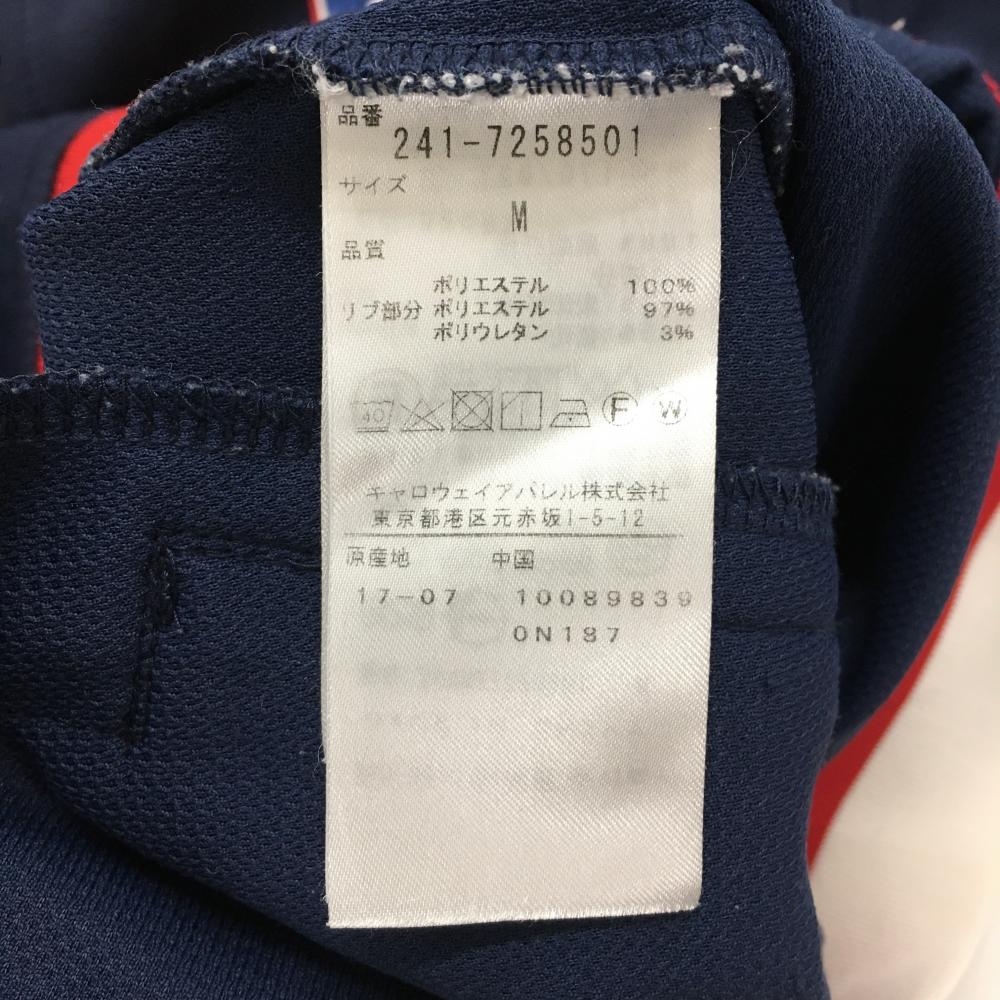 品番
241-7258501
サイズ
M
品質
ポリエステル 100%
リブ部分 ポリエステル 97%
ポリウレタン 3%
40 F W
キャロウェイアパレル株式会社
東京都港区元赤坂1-5-12
原産地 中国
17-07 10089839
0N187